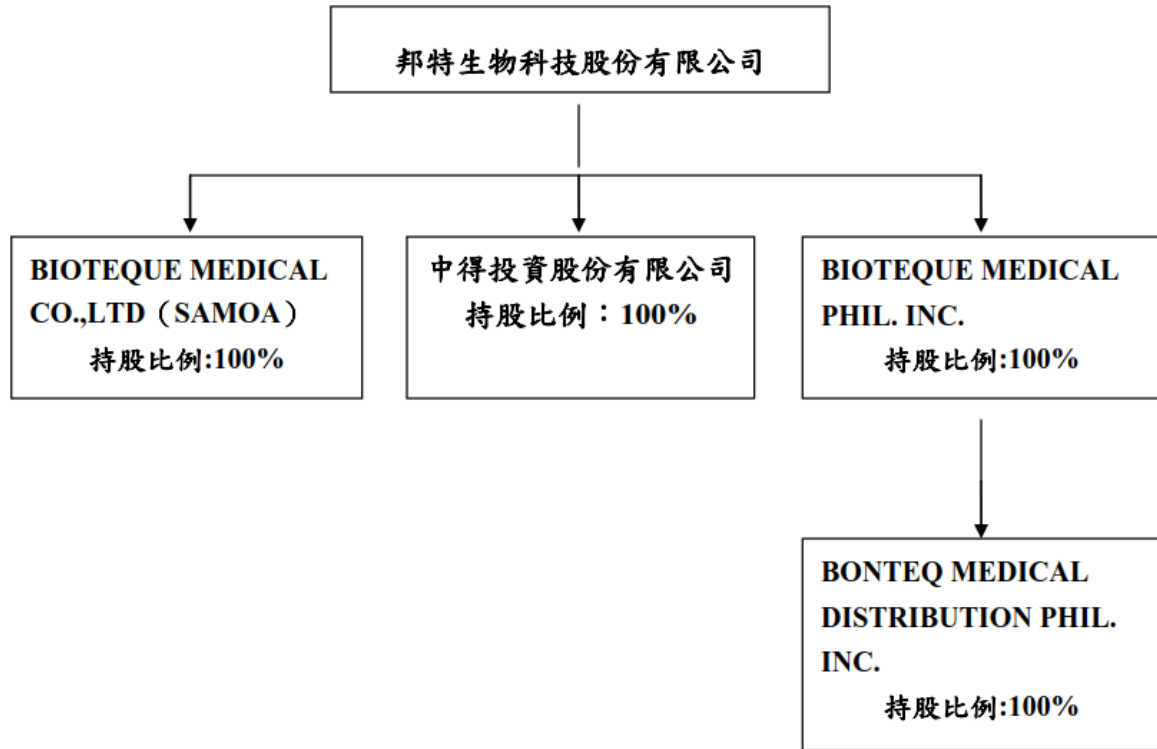 邦特生物科技股份有限公司
BIOTEQUE MEDICAL
CO.,LTD（SAMOA）
持股比例:100%
中得投資股份有限公司
持股比例：100%
BIOTEQUE MEDICAL
PHIL. INC.
持股比例:100%
BONTEQ MEDICAL
DISTRIBUTION PHIL.
INC.
持股比例:100%